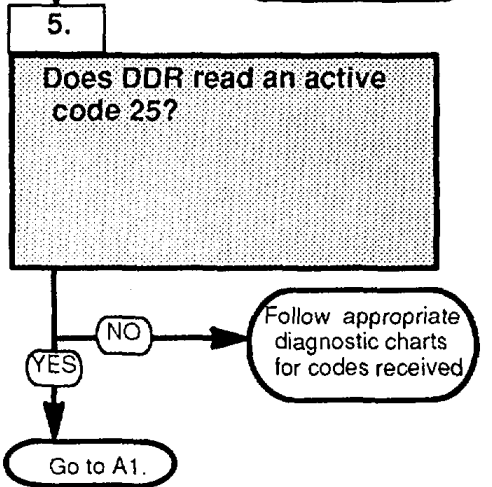 5.
Does DDR read an active
code 25?
NO
Follow appropriate
diagnostic charts
for codes received
YES
Go to A1.